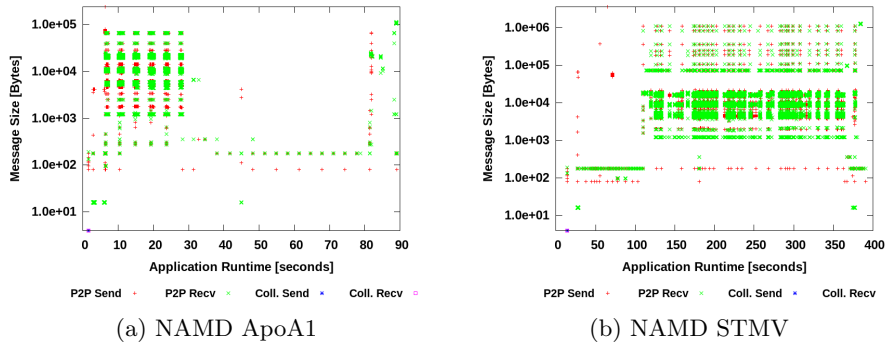 1.0e+05
1.0e+04
1.0e+03
1.0e+02
1.0e+01
Message Size [Bytes]
0 10 20 30 40 50 60 70 80 90
Application Runtime [seconds]
P2P Send P2P Recv Coll. Send Coll. Recv
(a) NAMD ApoA1
1.0e+06
1.0e+05
1.0e+04
1.0e+03
1.0e+02
1.0e+01
Message Size [Bytes]
0 50 100 150 200 250 300 350 400
Application Runtime [seconds]
P2P Send P2P Recv Coll. Send Coll. Recv
(b) NAMD STMV